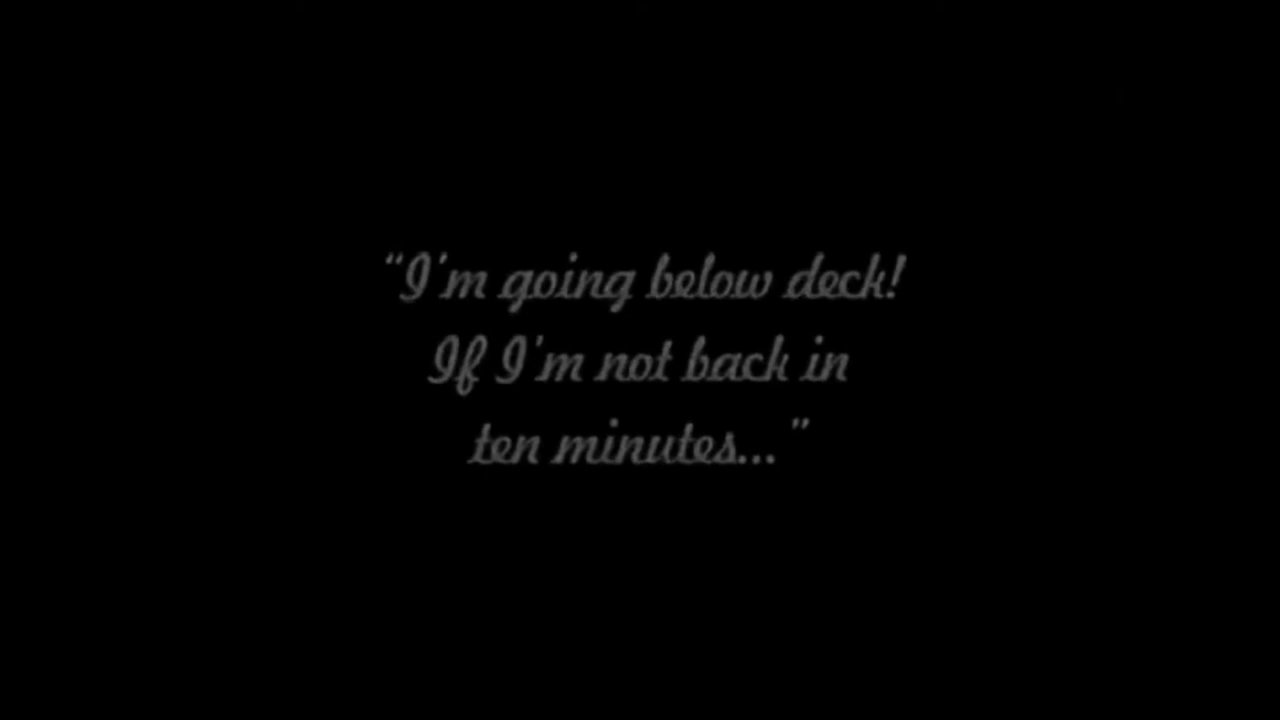 “I'm going below deck!
If I'm not back in
ten minutes...”